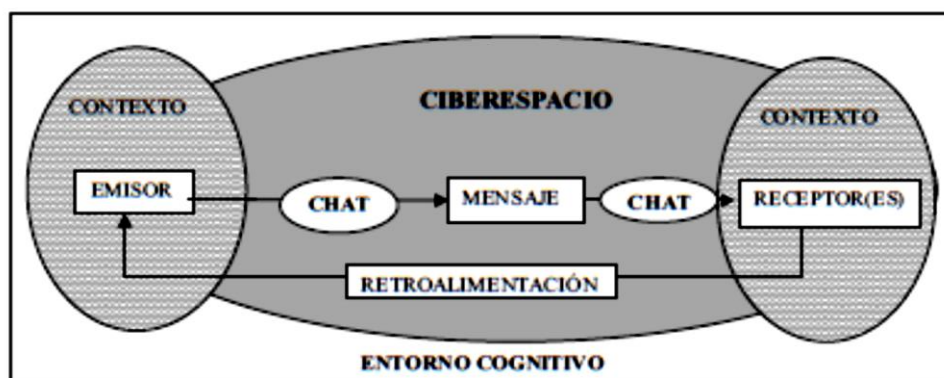 CONTEXTO
CIBERESPACIO
CONTEXTO
EMISOR
CHAT
MENSAJE
CHAT
RECEPTOR(ES)
RETROALIMENTACIÓN
ENTORNO COGNITIVO